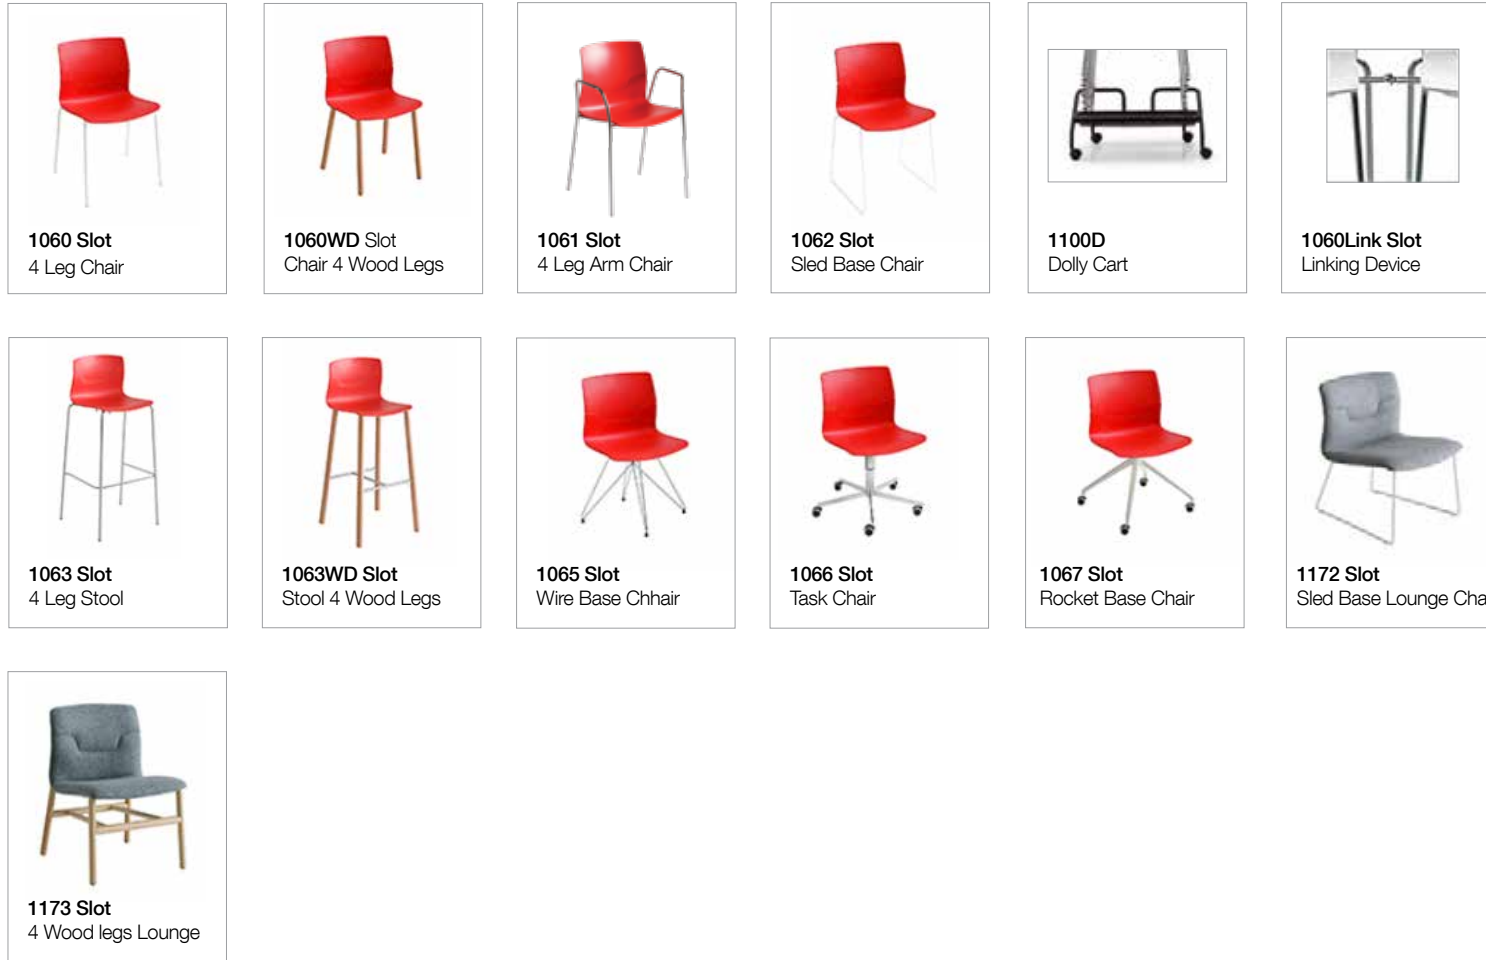 1060 Slot
4 Leg Chair
1060WD Slot
Chair 4 Wood Legs
1061 Slot
4 Leg Arm Chair
1062 Slot
Sled Base Chair
1100D
Dolly Cart
1060Link Slot
Linking Device
1063 Slot
4 Leg Stool
1063WD Slot
Stool 4 Wood Legs
1065 Slot
Wire Base Chhair
1066 Slot
Task Chair
1067 Slot
Rocket Base Chair
1172 Slot
Sled Base Lounge Cha
1173 Slot
4 Wood legs Lounge